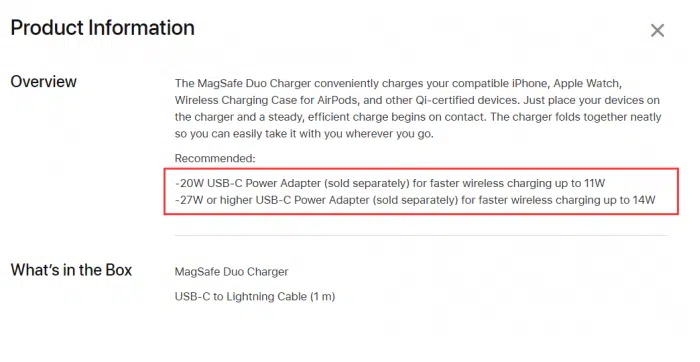 Product Information
Overview
The MagSafe Duo Charger conveniently charges your compatible iPhone, Apple Watch,
Wireless Charging Case for AirPods, and other Qi-certified devices. Just place your devices on
the charger and a steady, efficient charge begins on contact. The charger folds together neatly
so you can easily take it with you wherever you go.
Recommended:
-20W USB-C Power Adapter (sold separately) for faster wireless charging up to 11W
-27W or higher USB-C Power Adapter (sold separately) for faster wireless charging up to 14W
What's in the Box
MagSafe Duo Charger
USB-C to Lightning Cable (1 m)